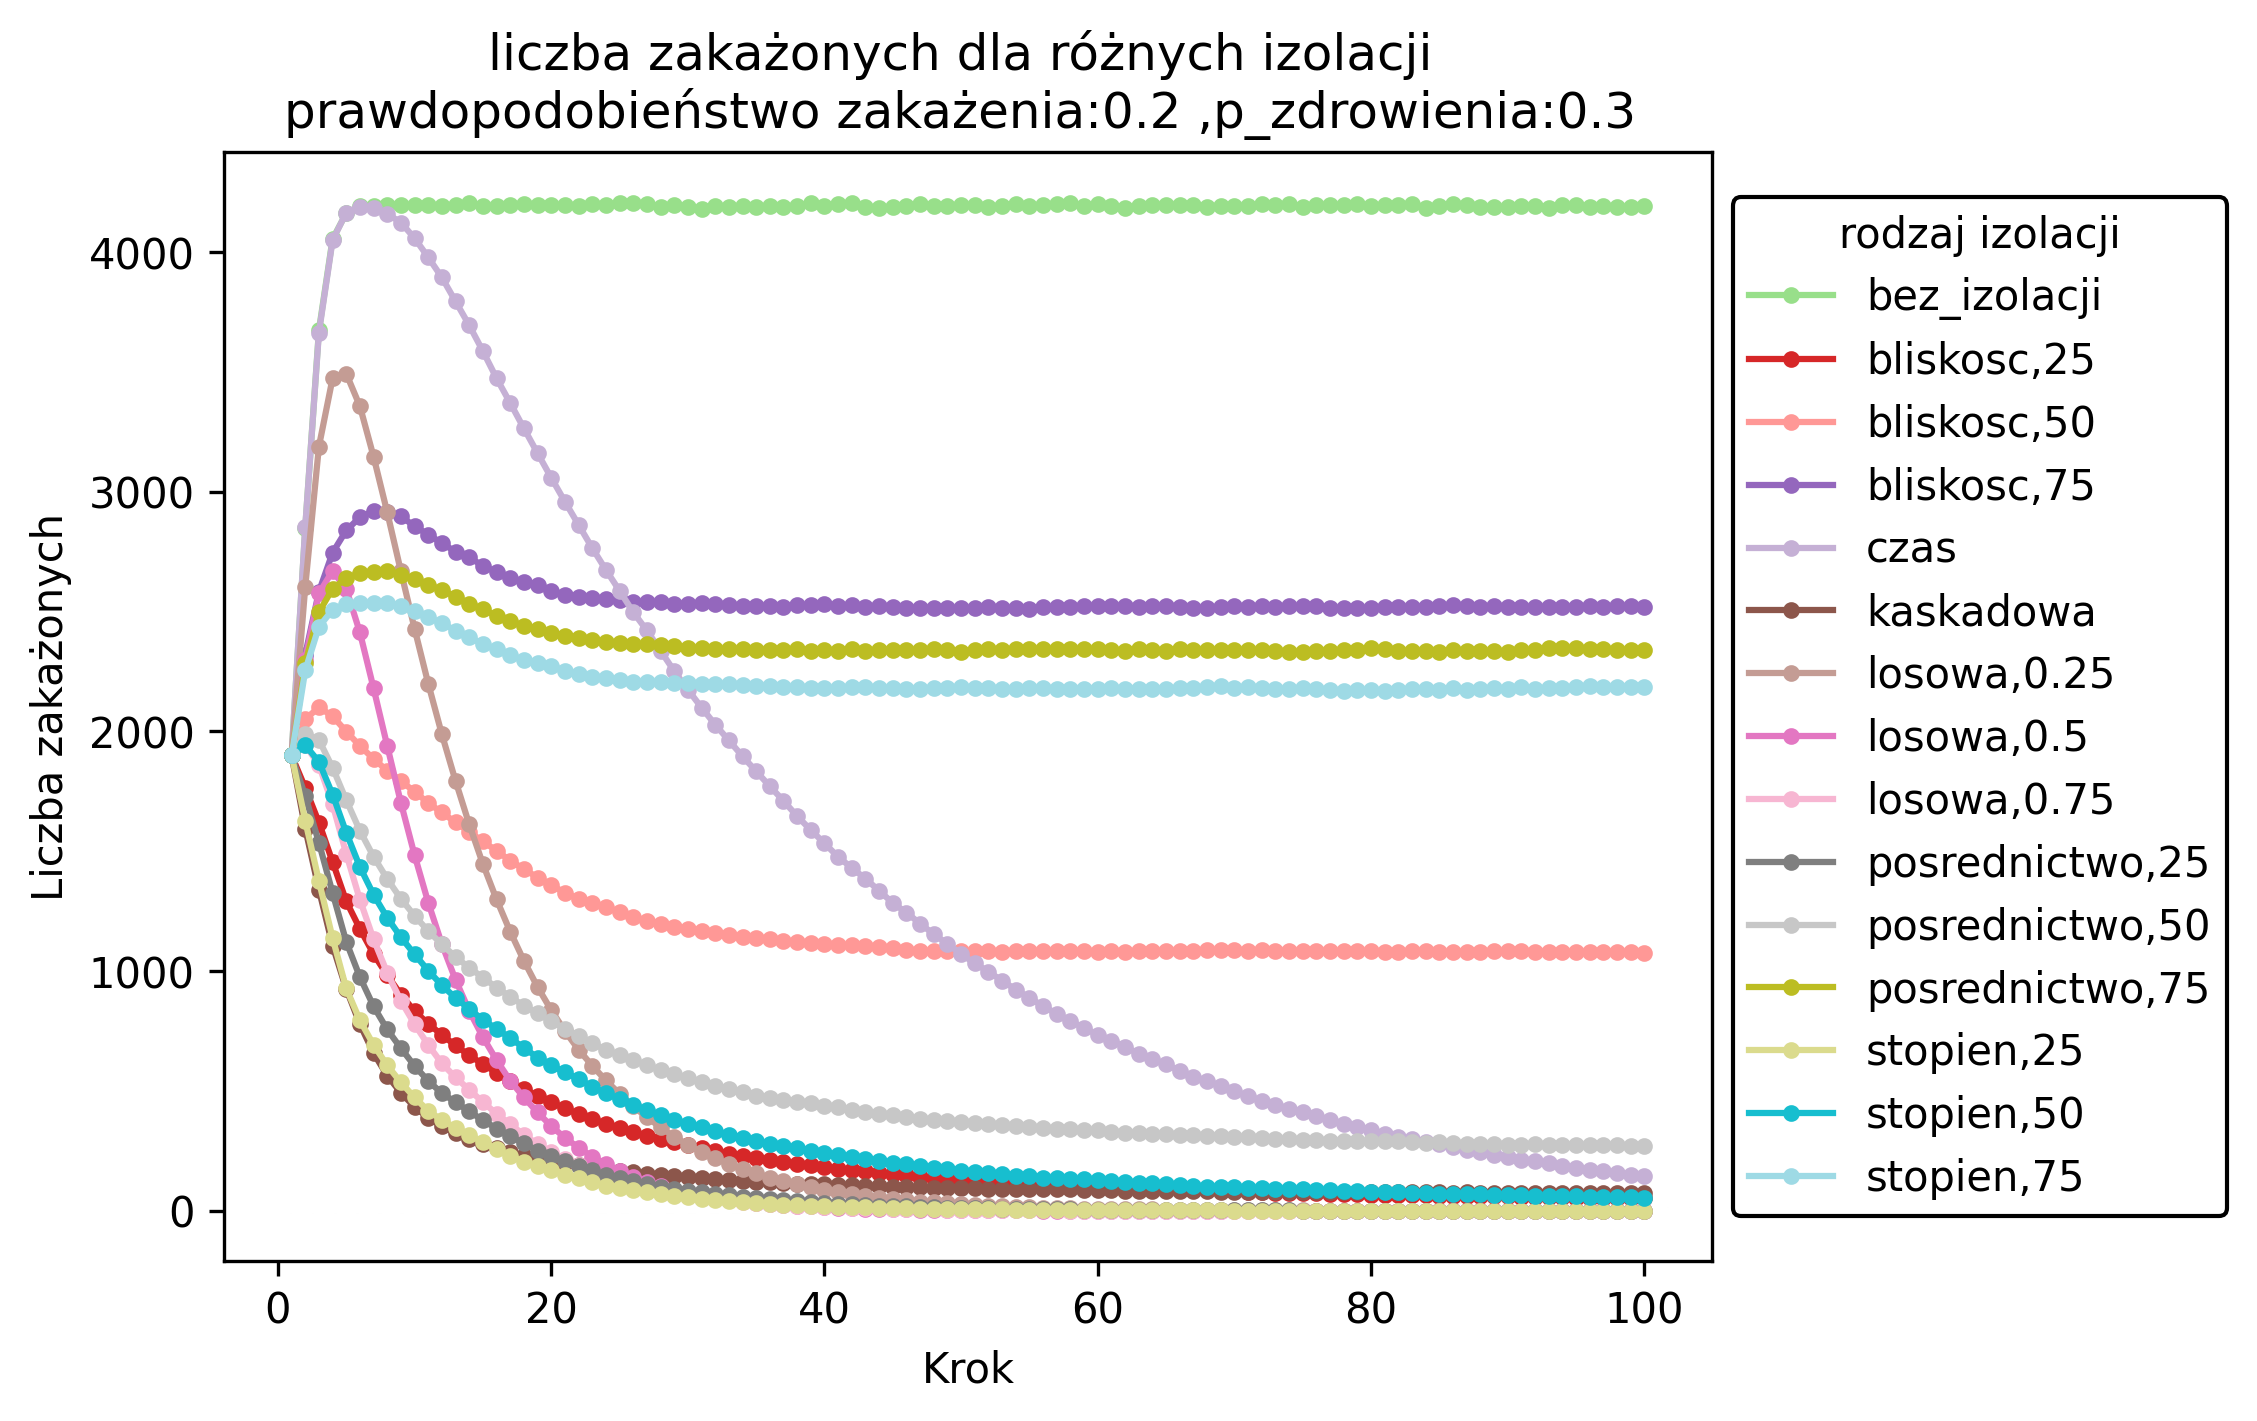 liczba zakażonych dla różnych izolacji
prawdopodobieństwo zakażenia:0.2 ,p_zdrowienia:0.3
Liczba zakażonych
4000
3000
2000
1000
0
0 20 40 60 80 100
Krok
rodzaj izolacji
bez_izolacji
bliskosc,25
bliskosc,50
bliskosc,75
czas
kaskadowa
losowa,0.25
losowa,0.5
losowa,0.75
posrednictwo,25
posrednictwo,50
posrednictwo,75
stopien,25
stopien,50
stopien,75